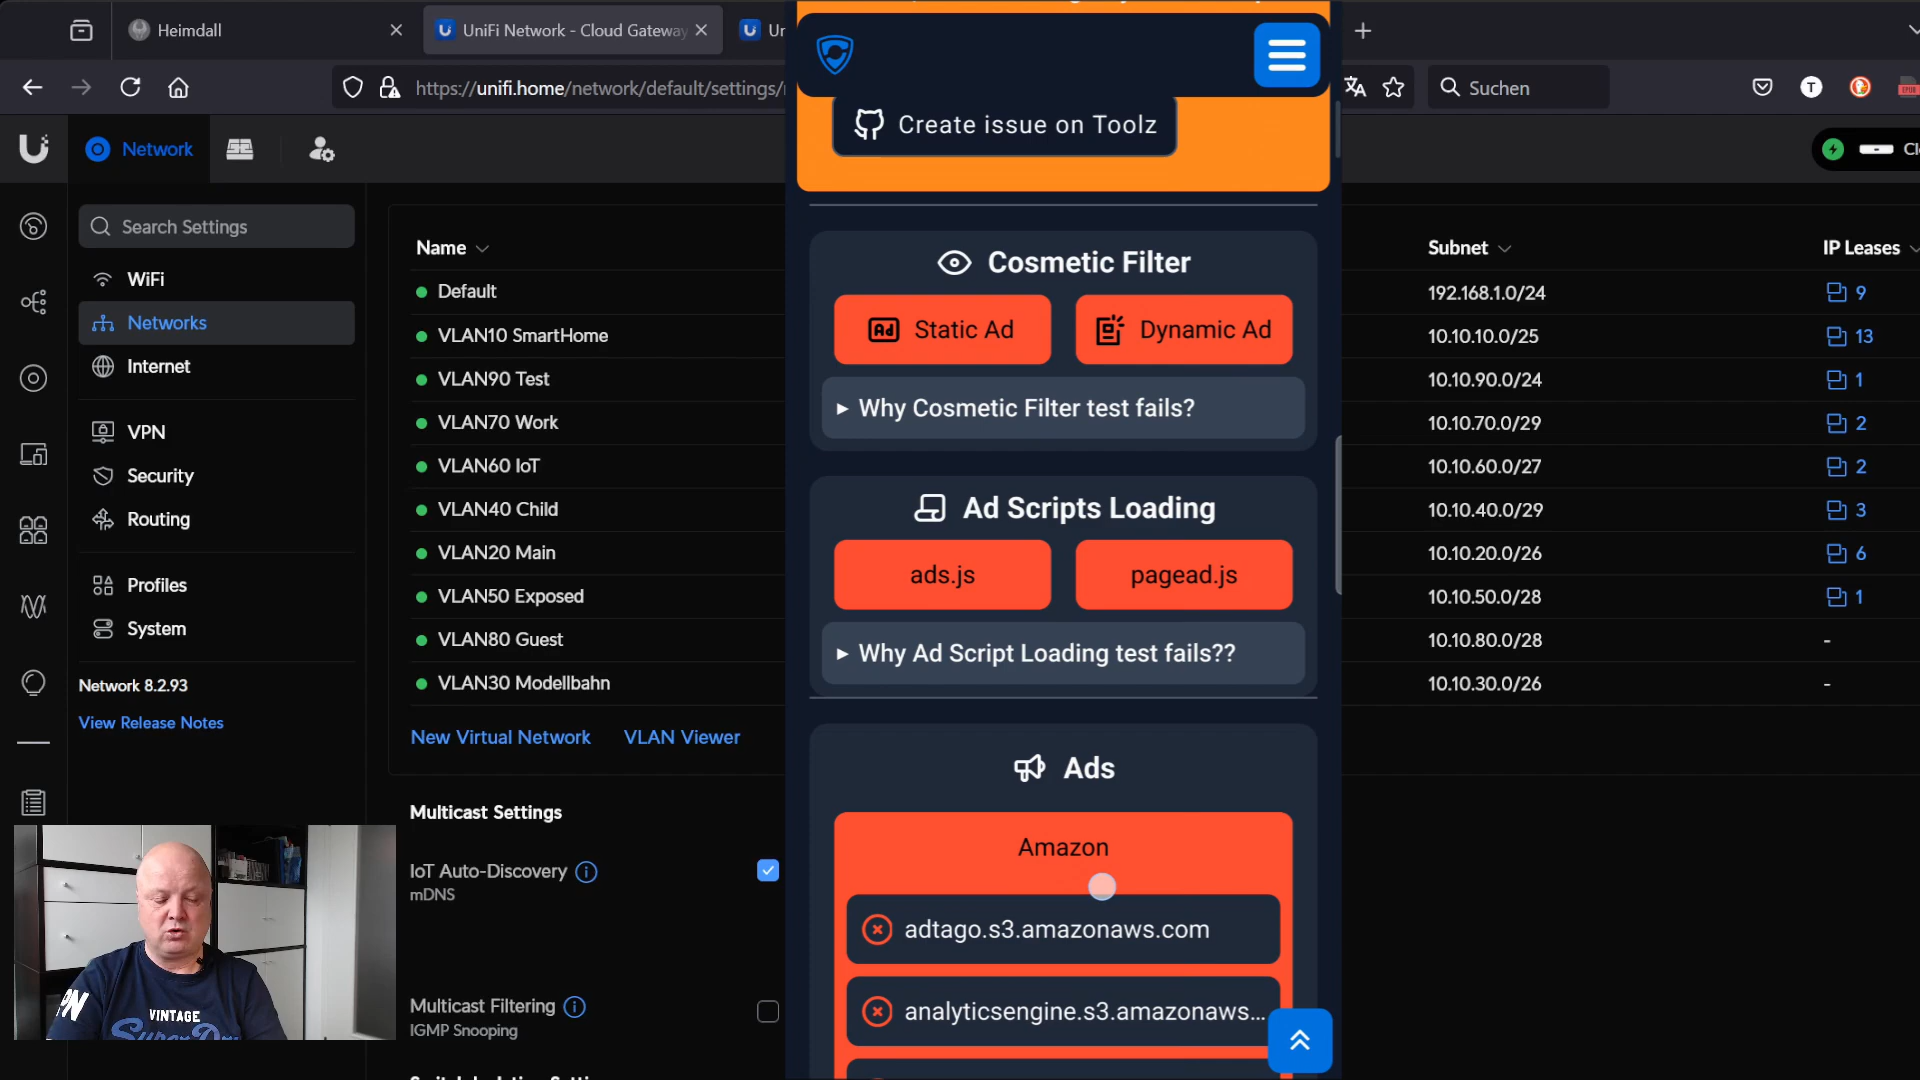 Heimdall
UniFi Network - Cloud Gateway
Un
https://unifi.home/network/default/settings/
Suchen
T
Network
Search Settings
WiFi
Networks
Internet
VPN
Security
Routing
Profiles
System
Network 8.2.93
View Release Notes
Name
Default
VLAN10 SmartHome
VLAN90 Test
VLAN70 Work
VLAN60 IoT
VLAN40 Child
VLAN20 Main
VLAN50 Exposed
VLAN80 Guest
VLAN30 Modellbahn
New Virtual Network VLAN Viewer
Multicast Settings
IoT Auto-Discovery
mDNS
Multicast Filtering
IGMP Snooping
Create issue on Toolz
Cosmetic Filter
Ad Static Ad
Dynamic Ad
Why Cosmetic Filter test fails?
Ad Scripts Loading
ads.js
pagead.js
Why Ad Script Loading test fails??
Ads
Amazon
adtago.s3.amazonaws.com
analyticsengine.s3.amazonaws...
Subnet IP Leases
192.168.1.0/24 9
10.10.10.0/25 13
10.10.90.0/24 1
10.10.70.0/29 2
10.10.60.0/27 2
10.10.40.0/29 3
10.10.20.0/26 6
10.10.50.0/28 1
10.10.80.0/28 -
10.10.30.0/26 -
VINTAGE